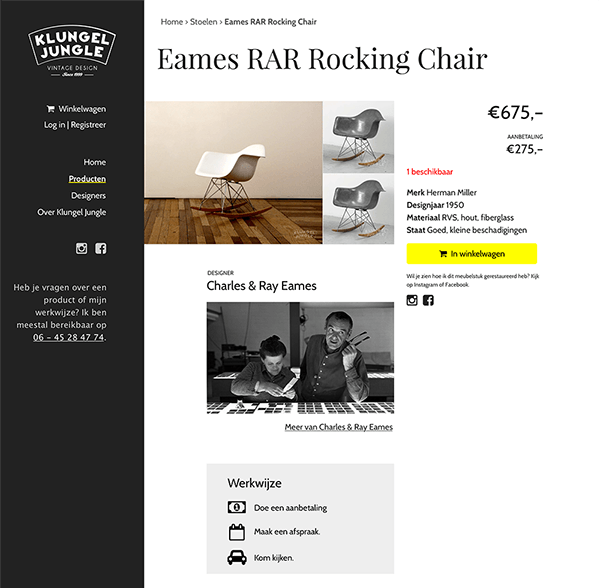 KLUNGEL
JUNGLE
VINTAGE DESIGN
Since 1999
Winkelwagen
Log in | Registreer
Home
Producten
Designers
Over Klungel Jungle
Heb je vragen over een
product of mijn
werkwijze? Ik ben
meestal bereikbaar op
06 – 45 28 47 74.
Home › Stoelen › Eames RAR Rocking Chair
Eames RAR Rocking Chair
KLUNGEL
JUNGLE
€675,–
AANBETALING
€275,–
1 beschikbaar
Merk Herman Miller
Designjaar 1950
Materiaal RVS, hout, fiberglass
Staat Goed, kleine beschadigingen
In winkelwagen
Wil je zien hoe ik dit meubelstuk gerestaureerd heb? Kijk
op Instagram of Facebook.
DESIGNER
Charles & Ray Eames
Meer van Charles & Ray Eames
Werkwijze
Doe een aanbetaling
Maak een afspraak.
Kom kijken.